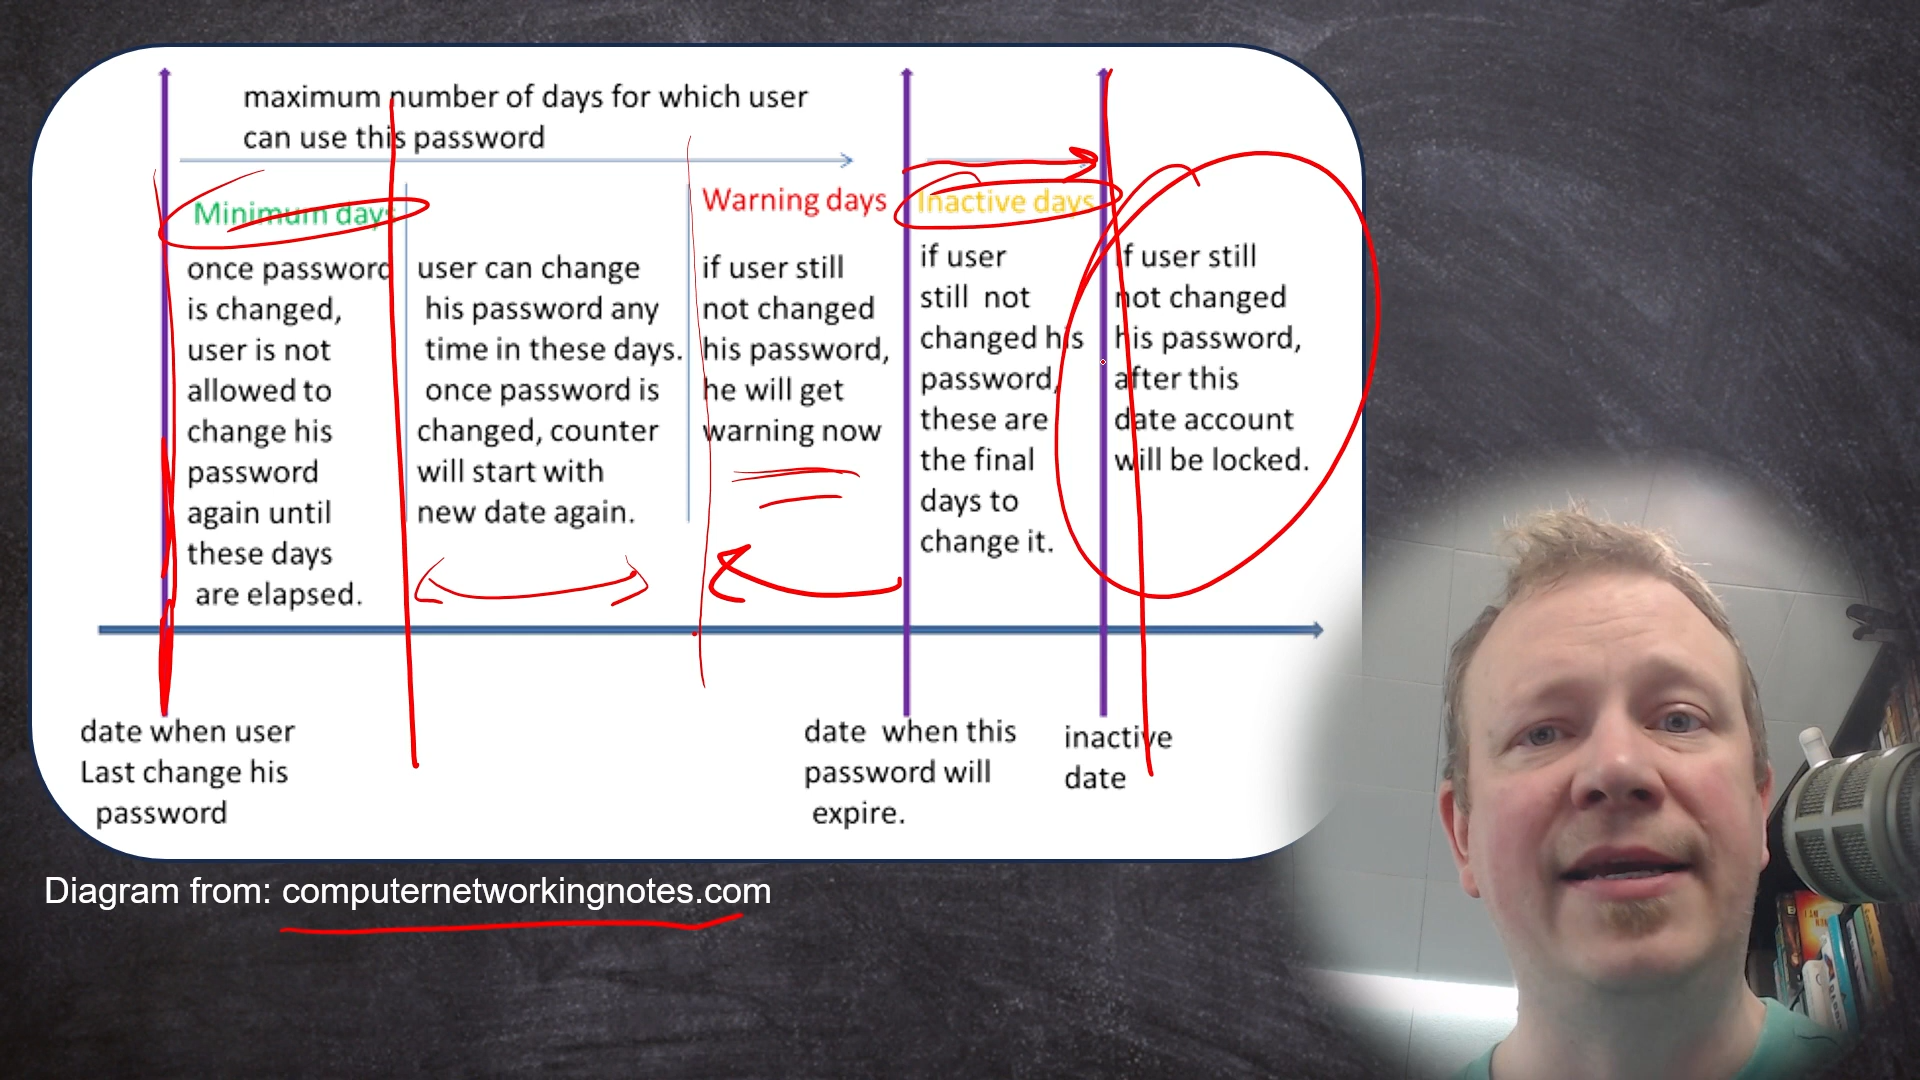 maximum number of days for which user
can use this password
Minimum days
once password
is changed,
user is not
allowed to
change his
password
again until
these days
are elapsed.
user can change
his password any
time in these days.
once password is
changed, counter
will start with
new date again.
Warning days
if user still
not changed
his password,
he will get
warning now
Inactive days
if user
still not
changed his
password,
these are
the final
days to
change it.
if user still
not changed
his password,
after this
date account
will be locked.
date when user
Last change his
password
date when this
password will
expire.
inactive
date
Diagram from: computernetworkingnotes.com